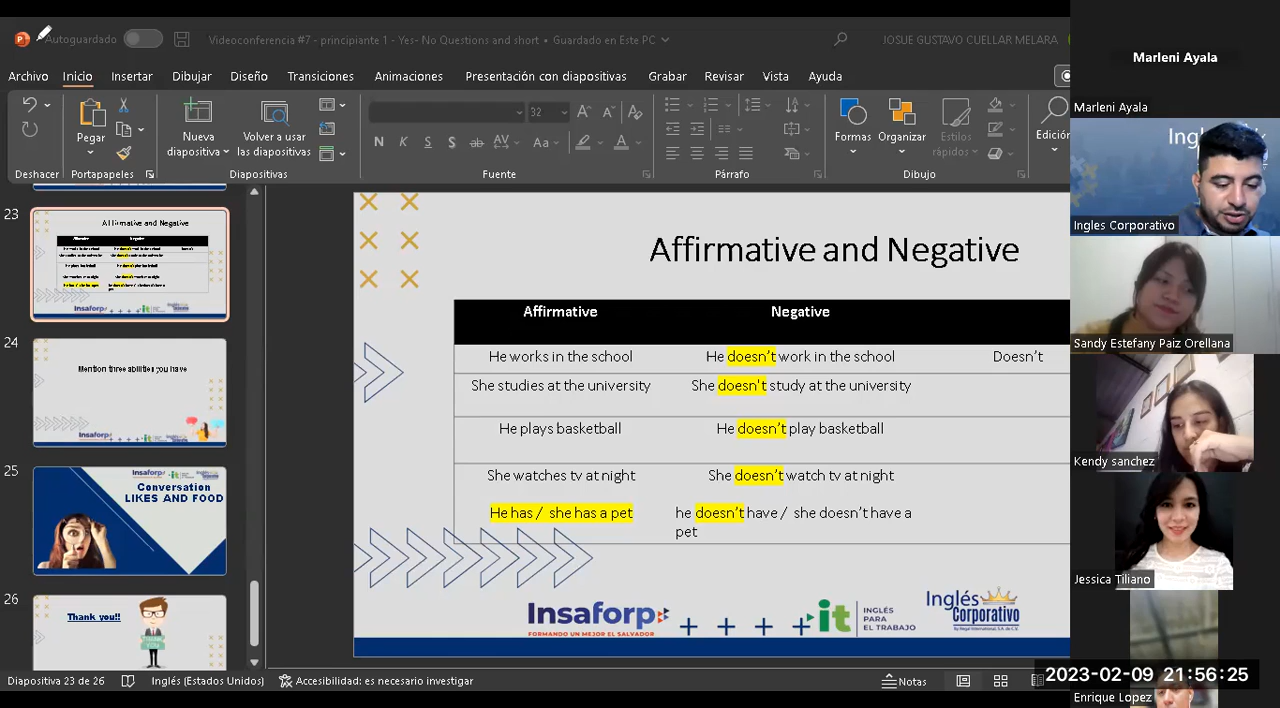 Autoguardado
Videoconferencia #7 - principiante 1 - Yes- No Questions and short • Guardado en Éste PC
JOSUE GUSTAVO CUELLAR MELARA
Archivo Inicio Insertar Dibujar Diseño Transiciones Animaciones Presentación con diapositivas Grabar Revisar Vista Ayuda
Pegar
Nueva diapositiva
Volver a usar las diapositivas
32
N K S S ab AV Aa A
Formas
Organizar
Estilos rápidos
Edición
Deshacer Portapapeles Diapositivas Fuente Párrafo Dibujo
23
Affirmative and Negative
24
Mention three abilities you have
25
Conversation
LIKES AND FOOD
26
Thank you!!
Affirmative and Negative
Affirmative Negative
He works in the school He doesn't work in the school Doesn't
She studies at the university She doesn't study at the university
He plays basketball He doesn't play basketball
She watches tv at night She doesn't watch tv at night
He has / she has a pet he doesn't have / she doesn't have a
pet
Insaforp
FORMANDO UN MEJOR EL SALVADOR
it INGLÉS PARA EL TRABAJO
Inglés Corporativo
Diapositiva 23 de 26 Inglés (Estados Unidos) Accesibilidad: es necesario investigar Notas
Marleni Ayala
Marleni Ayala
Ingles Corporativo
Sandy Estefany Paiz Orellana
Kendy sanchez
Jessica Tiliano
2023-02-09 21:56:25
Enrique Lopez